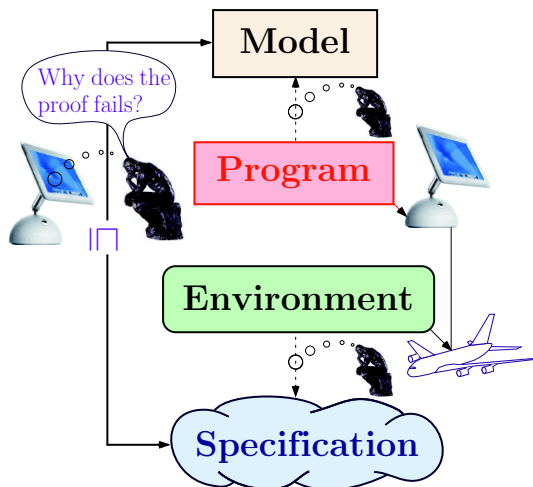 Model
Why does the
proof fails?
Program
Environment
Specification